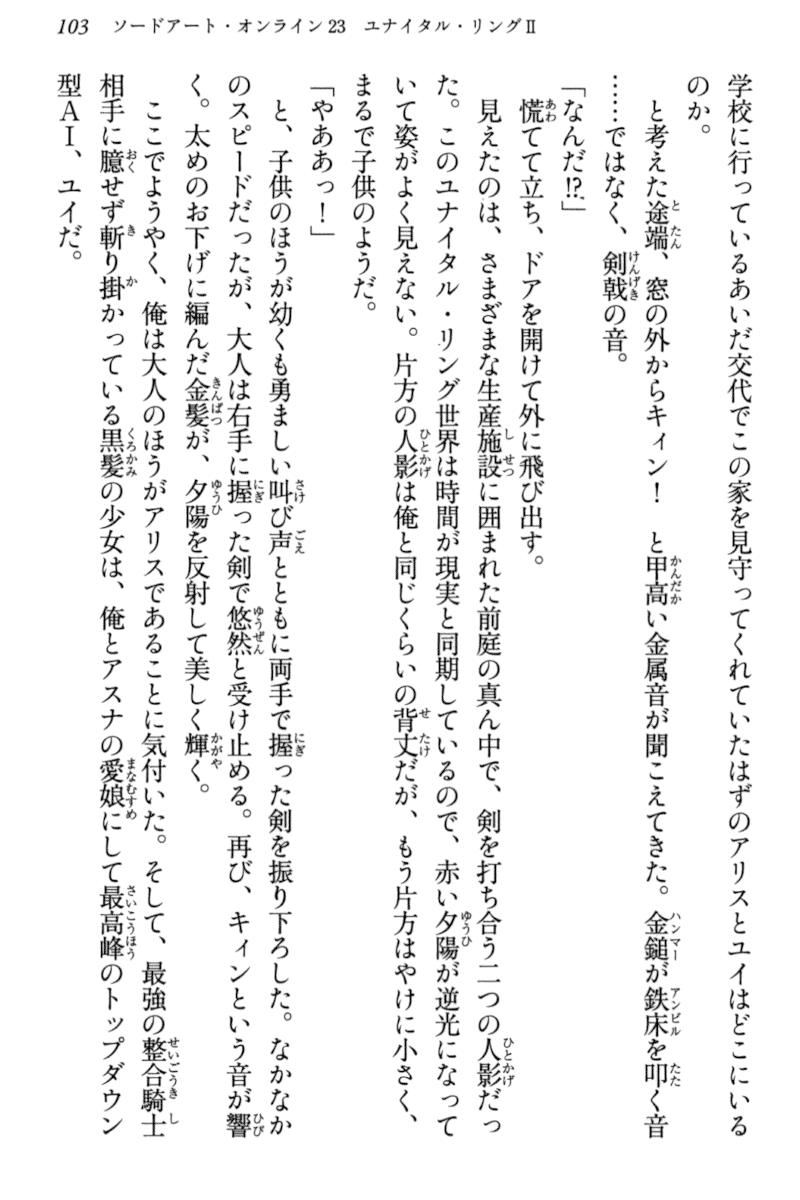 103 ソードアート・オンライン23 ユナイタル・リングⅡ
学校に行っているあいだ交代でこの家を見守ってくれていたはずのアリスとユイはどこにいる
のか。
と考えた途端、窓の外からキィン! と甲高い金属音が聞こえてきた。金鎚が鉄床を叩く音
……ではなく、剣戟の音。
「なんだ!?」
慌てて立ち、ドアを開けて外に飛び出す。
見えたのは、さまざまな生産施設に囲まれた前庭の真ん中で、剣を打ち合う二つの人影だっ
た。このユナイタル・リング世界は時間が現実と同期しているので、赤い夕陽が逆光になって
いて姿がよく見えない。片方の人影は俺と同じくらいの背丈だが、もう片方はやけに小さく、
まるで子供のようだ。
「やああっ!」
と、子供のほうが幼くも勇ましい叫び声とともに両手で握った剣を振り下ろした。なかなか
のスピードだったが、大人は右手に握った剣で悠然と受け止める。再び、キィンという音が響
く。太めのお下げに編んだ金髪が、夕陽を反射して美しく輝く。
ここでようやく、俺は大人のほうがアリスであることに気付いた。そして、最強の整合騎士
相手に臆せず斬り掛かっている黒髪の少女は、俺とアスナの愛娘にして最高峰のトップダウン
型AI、ユイだ。